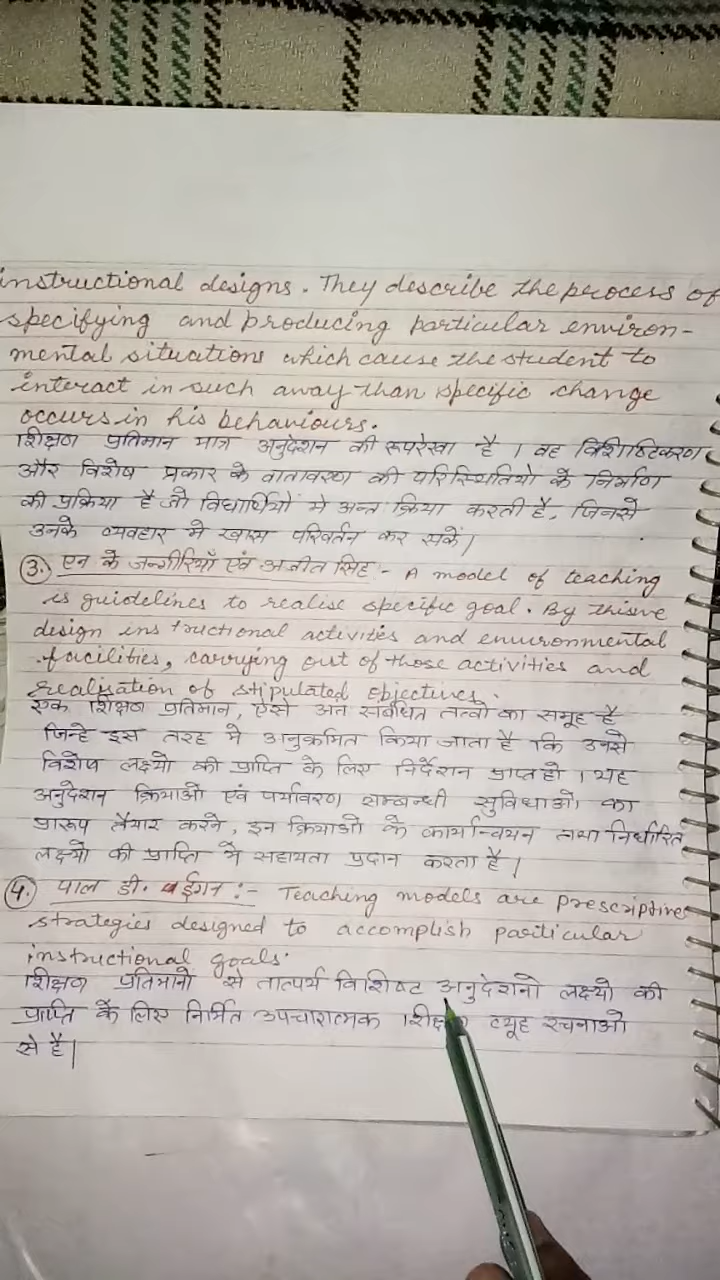 instructional designs. They describe the process of
specifying and producing particular environ-
mental situations which cause the student to
interact in such away than specific change
occurs in his behaviours.
शिक्षण प्रतिमान मात्र अनुदेशन की रूपरेखा है । वह विशिष्टिकरण
और विशेष प्रकार के वातावरण की परिस्थितियो के निर्माण
की प्रक्रिया है जो विधार्थियों मे अन्त क्रिया करती है, जिनसे
उनके व्यवहार मे खास परिवर्तन कर सकें।
3. एन के जन्गीरियाँ एवं अजीत सिंह - A model of teaching
is guidelines to realise specific goal. By this we
design instructional activities and environmental
facilities, carrying out of those activities and
realisation of stipulated objectives.
एक शिक्षण प्रतिमान, ऐसे अन्त संबंधित तत्वो का समूह है
जिन्हे इस तरह मे अनुक्रमित किया जाता है कि उनसे
विशेष लक्ष्यो की प्राप्ति के लिए निर्देशन प्राप्त हो । यह
अनुदेशन क्रियाओ एवं पर्यावरण सम्बन्धी सुविधाओं का
प्रारूप तैयार करने, इन क्रियाओ के कार्यान्वियन तथा निर्धारित
लक्ष्यो की प्राप्ति मे सहायता प्रदान करता है।
4. पाल डी. ईगन :- Teaching models are prescriptive
strategies designed to accomplish particular
instructional goals.
शिक्षण प्रतिमानो से तात्पर्य विशिष्ट अनुदेशनो लक्ष्यो की
प्राप्ति के लिए निर्मित उपचारात्मक शिक्षण व्यूह रचनाओ
से है।